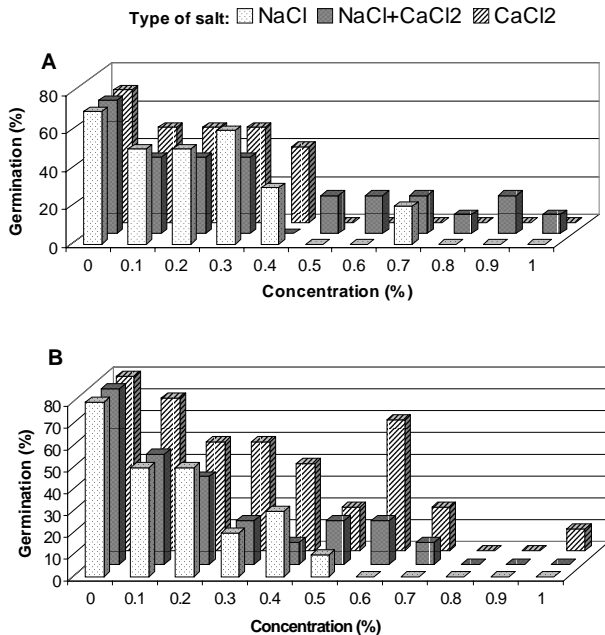 Type of salt: NaCl NaCl+CaCl2 CaCl2
A
80
60
40
20
0
Germination (%)
0 0.1 0.2 0.3 0.4 0.5 0.6 0.7 0.8 0.9 1
Concentration (%)
B
80
70
60
50
40
30
20
10
0
Germination (%)
0 0.1 0.2 0.3 0.4 0.5 0.6 0.7 0.8 0.9 1
Concentration (%)